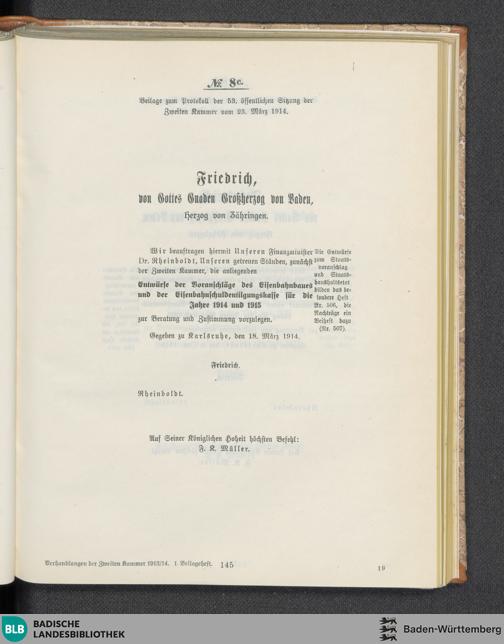 № 8c.
Beilage zum Protokoll der 53. öffentlichen Sitzung der
Zweiten Kammer vom 23. März 1914.
Friedrich,
von Gottes Gnaden Großherzog von Baden,
Herzog von Zähringen.
Wir beauftragen hiermit Unseren Finanzminister
Dr. Rheinboldt, Unseren getreuen Ständen, zunächst
der Zweiten Kammer, die anliegenden
Entwürfe der Voranschläge des Eisenbahnbaues
und der Eisenbahnschuldentilgungskasse für die
Jahre 1914 und 1915
zur Beratung und Zustimmung vorzulegen.
Gegeben zu Karlsruhe, den 18. März 1914.
Die Entwürfe
zum Staats-
voranschlag
und Staats-
haushaltsetat
bilden das be-
sondere Heft
Nr. 506, die
Nachträge ein
Beiheft dazu
(Nr. 507).
Friedrich.
Rheinboldt.
Auf Seiner Königlichen Hoheit höchsten Befehl:
F. K. Müller.
Verhandlungen der Zweiten Kammer 1913/14. 1. Beilageheft. 145
19
BLB BADISCHE
LANDESBIBLIOTHEK
Baden-Württemberg